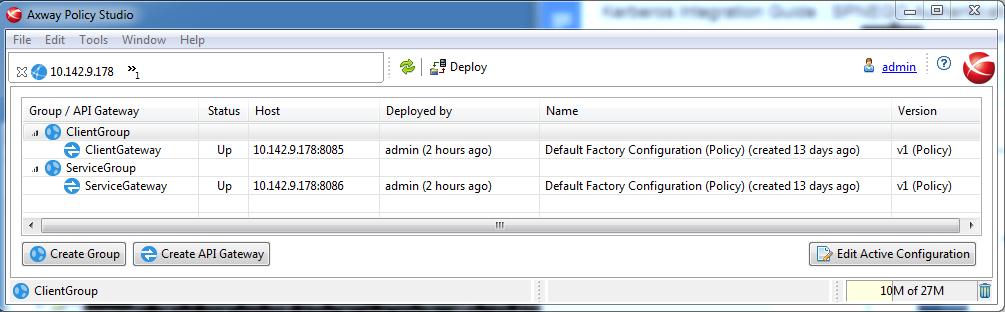 Axway Policy Studio
Kerberos Integration Guide
File Edit Tools Window Help
10.142.9.178 »1 Deploy admin
Group / API Gateway Status Host Deployed by Name Version
ClientGroup
ClientGateway Up 10.142.9.178:8085 admin (2 hours ago) Default Factory Configuration (Policy) (created 13 days ago) v1 (Policy)
ServiceGroup
ServiceGateway Up 10.142.9.178:8086 admin (2 hours ago) Default Factory Configuration (Policy) (created 13 days ago) v1 (Policy)
Create Group Create API Gateway Edit Active Configuration
ClientGroup 10M of 27M